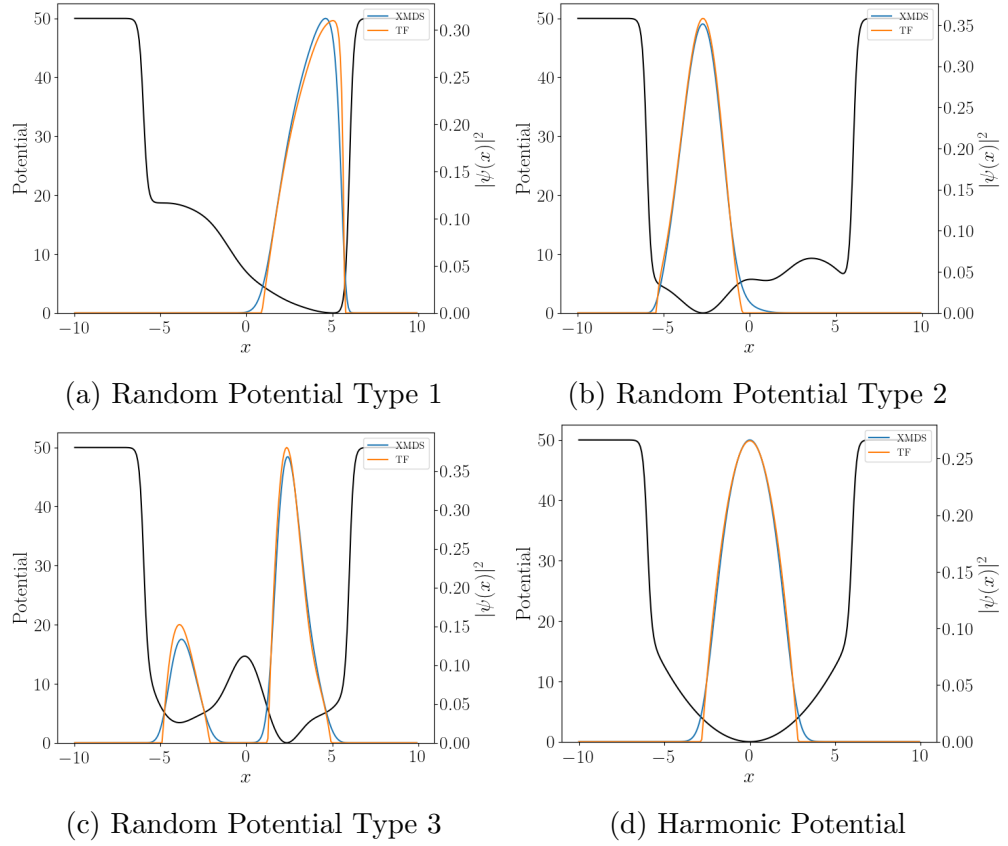 50
40
30
20
10
0
Potential
XMDS
TF
0.30
0.25
0.20
0.15
0.10
0.05
0.00
|ψ(x)|²
−10 −5 0 5 10
x
(a) Random Potential Type 1
50
40
30
20
10
0
Potential
XMDS
TF
0.35
0.30
0.25
0.20
0.15
0.10
0.05
0.00
|ψ(x)|²
−10 −5 0 5 10
x
(b) Random Potential Type 2
50
40
30
20
10
0
Potential
XMDS
TF
0.35
0.30
0.25
0.20
0.15
0.10
0.05
0.00
|ψ(x)|²
−10 −5 0 5 10
x
(c) Random Potential Type 3
50
40
30
20
10
0
Potential
XMDS
TF
0.25
0.20
0.15
0.10
0.05
0.00
|ψ(x)|²
−10 −5 0 5 10
x
(d) Harmonic Potential